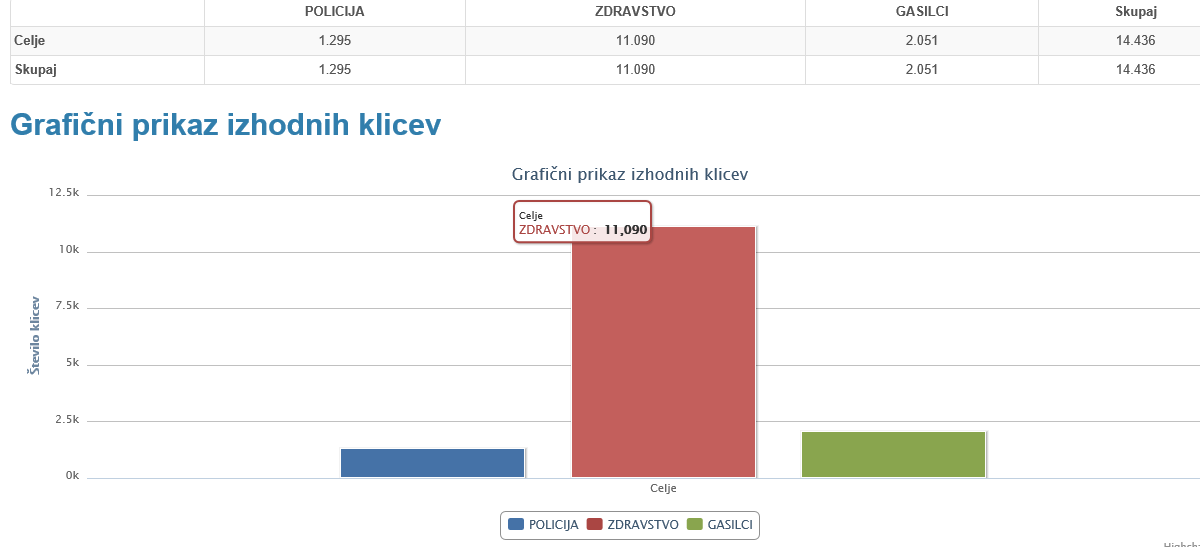 POLICIJA ZDRAVSTVO GASILCI Skupaj
Celje 1.295 11.090 2.051 14.436
Skupaj 1.295 11.090 2.051 14.436
Grafični prikaz izhodnih klicev
Grafični prikaz izhodnih klicev
12.5k
Celje
ZDRAVSTVO : 11,090
10k
7.5k
Število klicev
5k
2.5k
0k
Celje
POLICIJA ZDRAVSTVO GASILCI